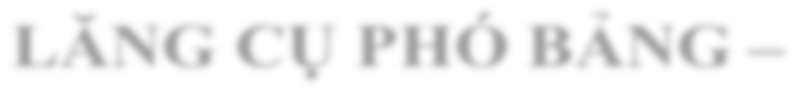 LĂNG CỤ PHÓ BẢNG –